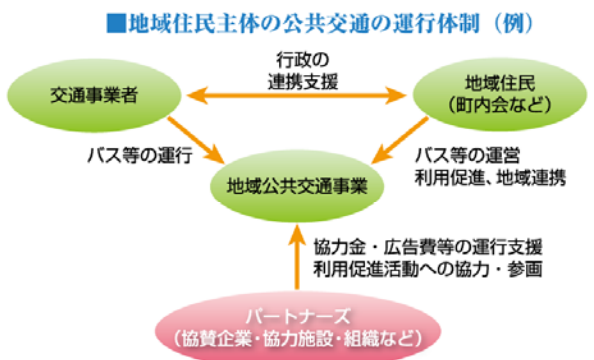 ■地域住民主体の公共交通の運行体制（例）
行政の
連携支援
交通事業者
地域住民
（町内会など）
バス等の運行
バス等の運営
利用促進、地域連携
地域公共交通事業
協力金・広告費等の運行支援
利用促進活動への協力・参画
パートナーズ
（協賛企業・協力施設・組織など）